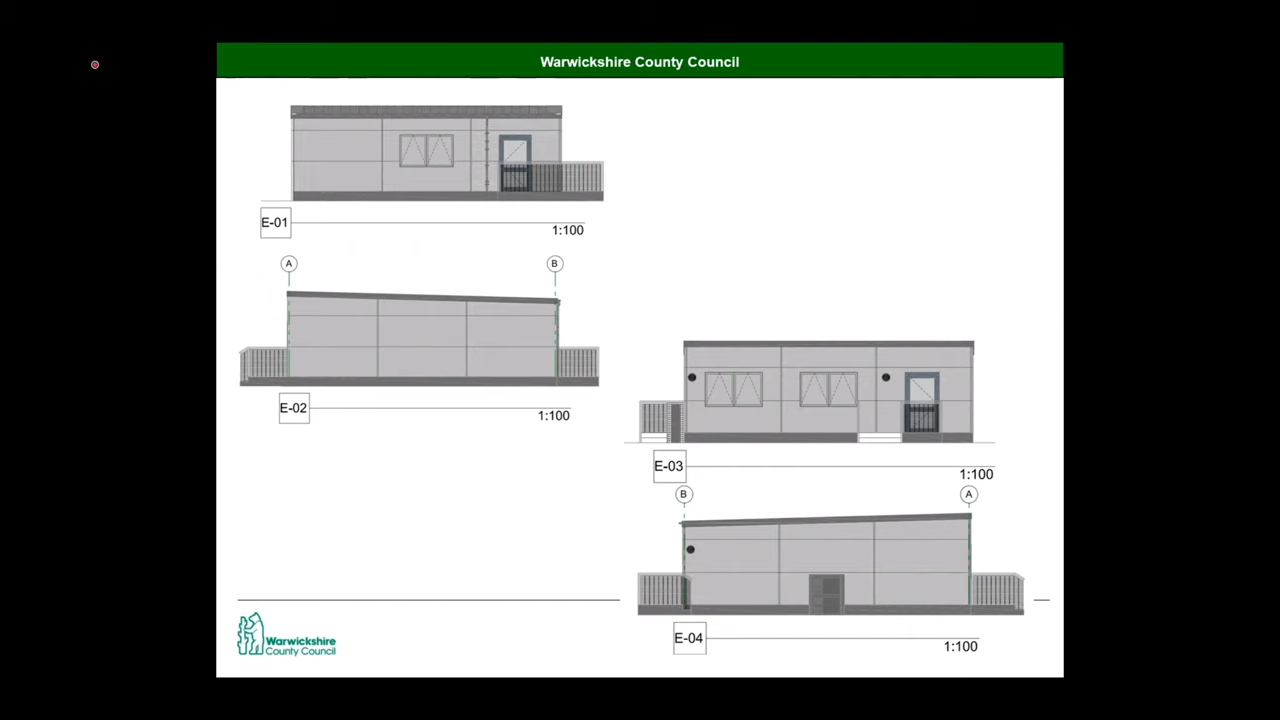 Warwickshire County Council
E-01
1:100
A
B
E-02
1:100
E-03
1:100
B
A
E-04
1:100
Warwickshire
County Council